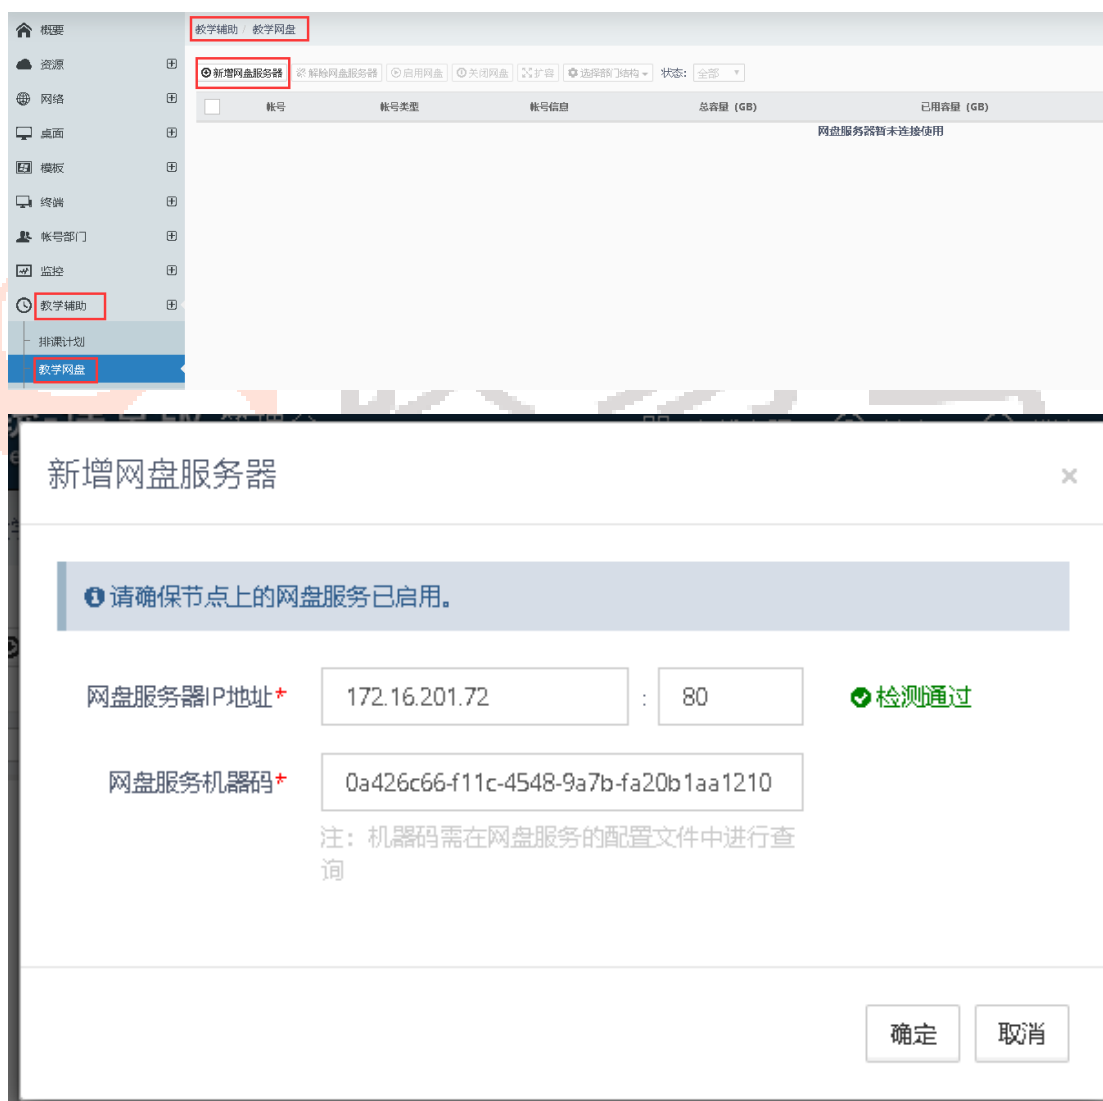 概要
教学辅助 / 教学网盘
资源
新增网盘服务器 解除网盘服务器 启用网盘 关闭网盘 扩容 选择部门结构 状态: 全部
网络
帐号 帐号类型 帐号信息 总容量 (GB) 已用容量 (GB)
桌面
网盘服务器暂未连接使用
模板
终端
帐号部门
监控
教学辅助
排课计划
教学网盘
新增网盘服务器 ×
请确保节点上的网盘服务已启用。
网盘服务器IP地址* 172.16.201.72 : 80 检测通过
网盘服务机器码* 0a426c66-f11c-4548-9a7b-fa20b1aa1210
注：机器码需在网盘服务的配置文件中进行查
询
确定 取消